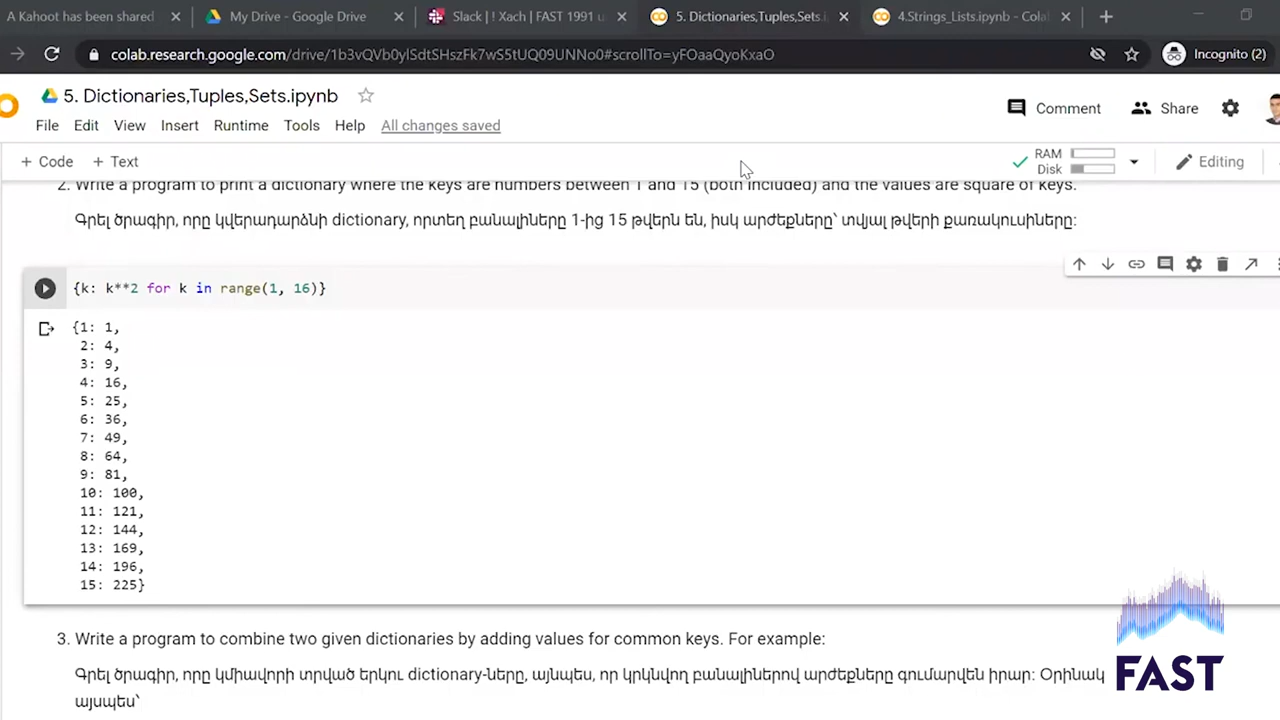 A Kahoot has been shared
My Drive - Google Drive
Slack | ! Xach | FAST 1991 u
5. Dictionaries,Tuples,Sets.i
4.Strings_Lists.ipynb - Cola
colab.research.google.com/drive/1b3vQVb0ylSdtSHszFk7wS5tUQ09UNNo0#scrollTo=yFOaaQyoKxaO
Incognito (2)
5. Dictionaries,Tuples,Sets.ipynb
Comment
Share
File Edit View Insert Runtime Tools Help All changes saved
+ Code + Text
RAM
Disk
Editing
2. Write a program to print a dictionary where the keys are numbers between 1 and 15 (both included) and the values are square of keys.
Գրել ծրագիր, որը կվերադարձնի dictionary, որտեղ բանալիները 1-ից 15 թվերն են, իսկ արժեքները՝ տվյալ թվերի քառակուսիները:
{k: k**2 for k in range(1, 16)}
{1: 1,
2: 4,
3: 9,
4: 16,
5: 25,
6: 36,
7: 49,
8: 64,
9: 81,
10: 100,
11: 121,
12: 144,
13: 169,
14: 196,
15: 225}
3. Write a program to combine two given dictionaries by adding values for common keys. For example:
Գրել ծրագիր, որը կմիավորի տրված երկու dictionary-ները, այնպես, որ կրկնվող բանալիներով արժեքները գումարվեն իրար: Օրինակ
այսպես՝
FAST